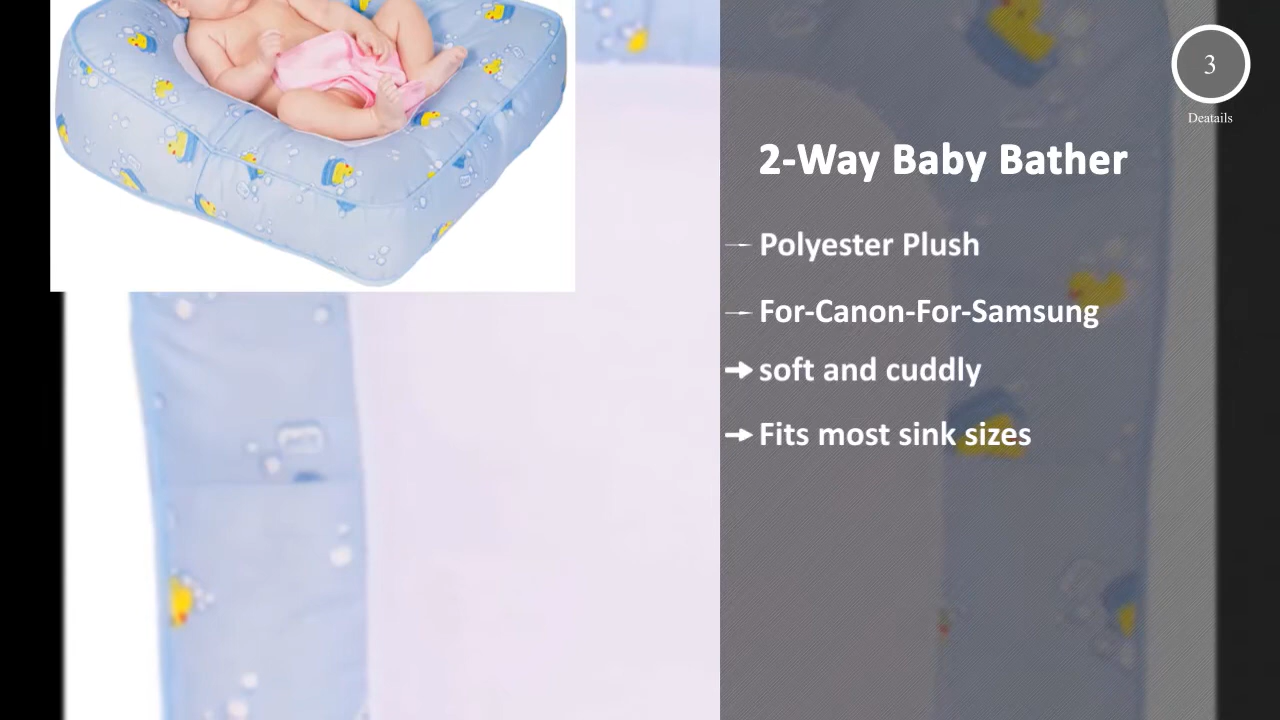 3
Deatails
2-Way Baby Bather
Polyester Plush
For-Canon-For-Samsung
soft and cuddly
Fits most sink sizes